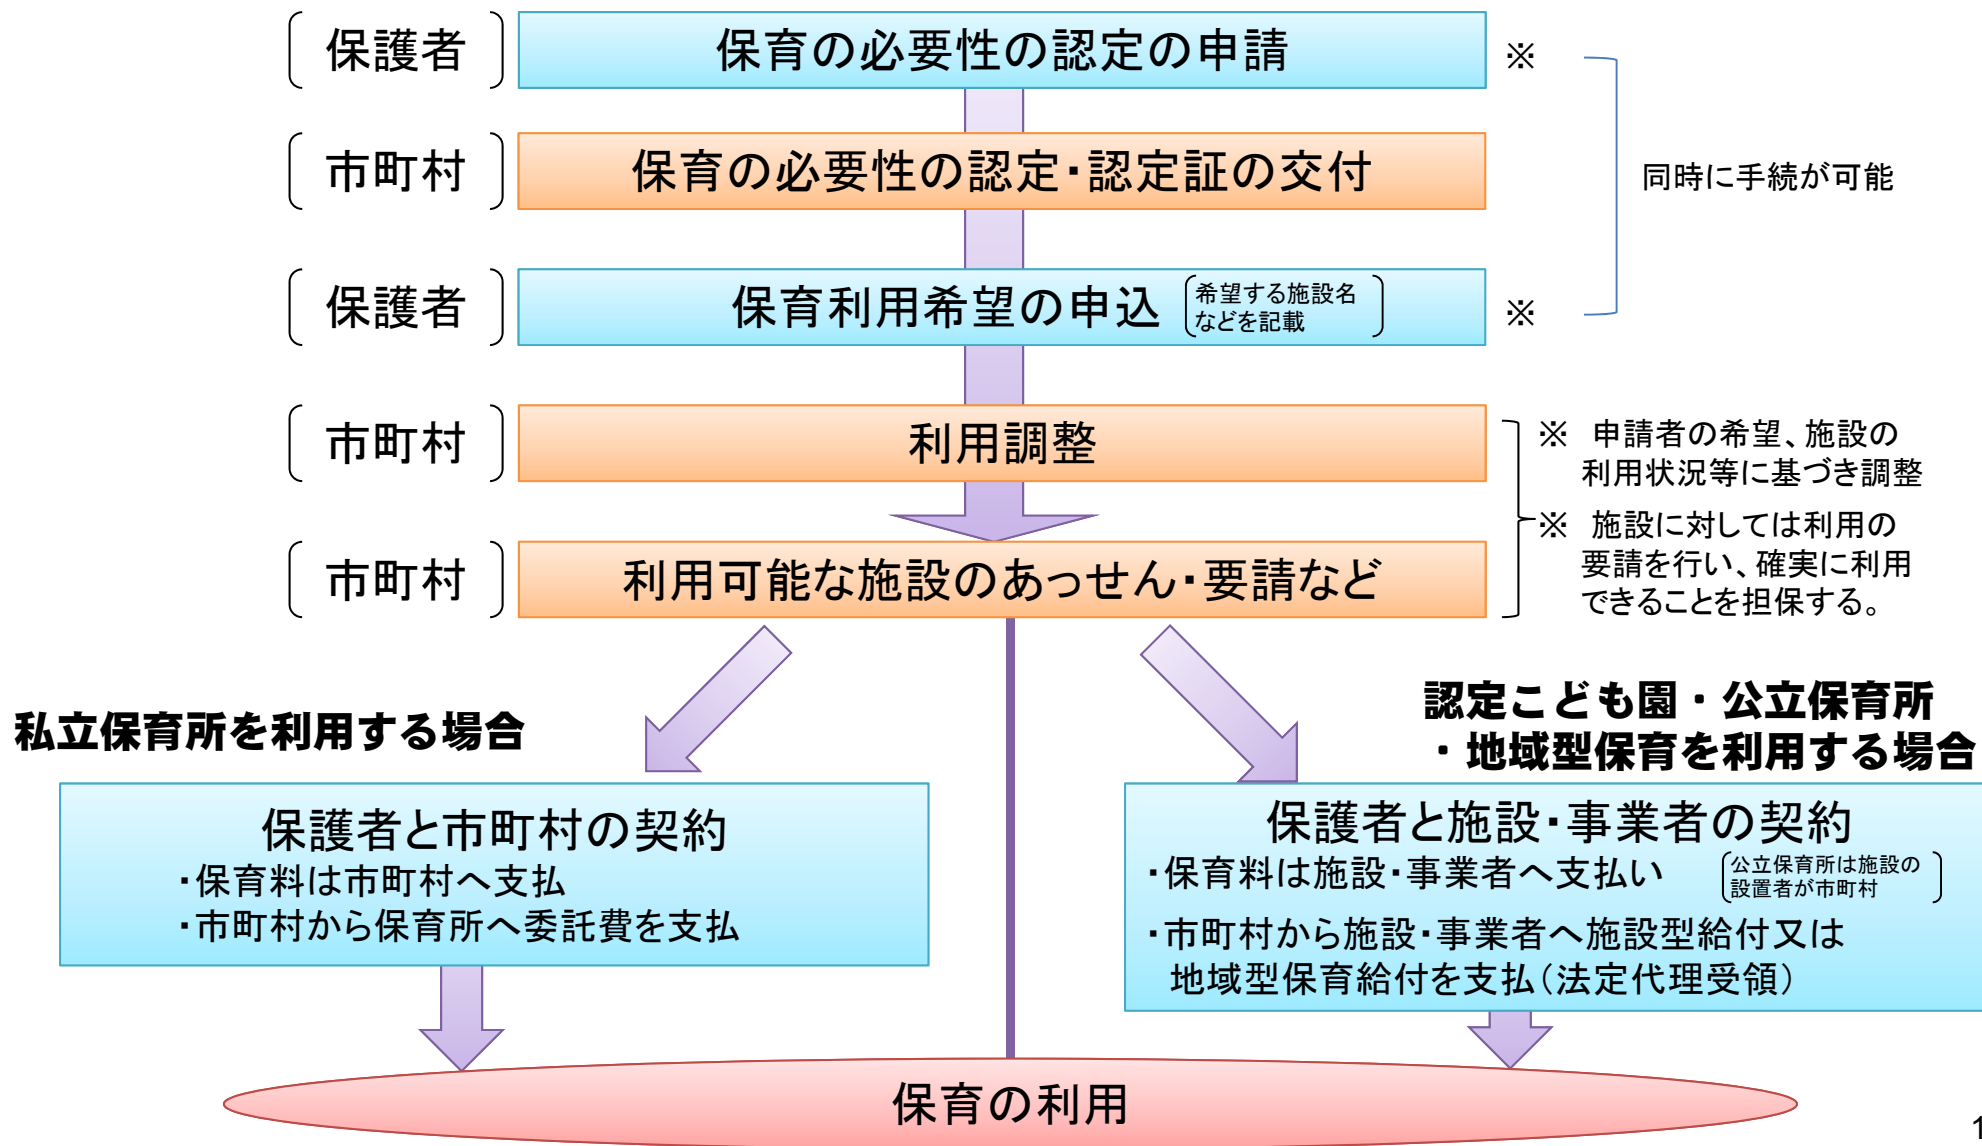 保護者
保育の必要性の認定の申請
※
市町村
保育の必要性の認定・認定証の交付
同時に手続が可能
保護者
保育利用希望の申込
希望する施設名
などを記載
※
市町村
利用調整
※ 申請者の希望、施設の
利用状況等に基づき調整
※ 施設に対しては利用の
要請を行い、確実に利用
できることを担保する。
市町村
利用可能な施設のあっせん・要請など
私立保育所を利用する場合
認定こども園・公立保育所
・地域型保育を利用する場合
保護者と市町村の契約
・保育料は市町村へ支払
・市町村から保育所へ委託費を支払
保護者と施設・事業者の契約
・保育料は施設・事業者へ支払い
公立保育所は施設の
設置者が市町村
・市町村から施設・事業者へ施設型給付又は
地域型保育給付を支払(法定代理受領)
保育の利用
1